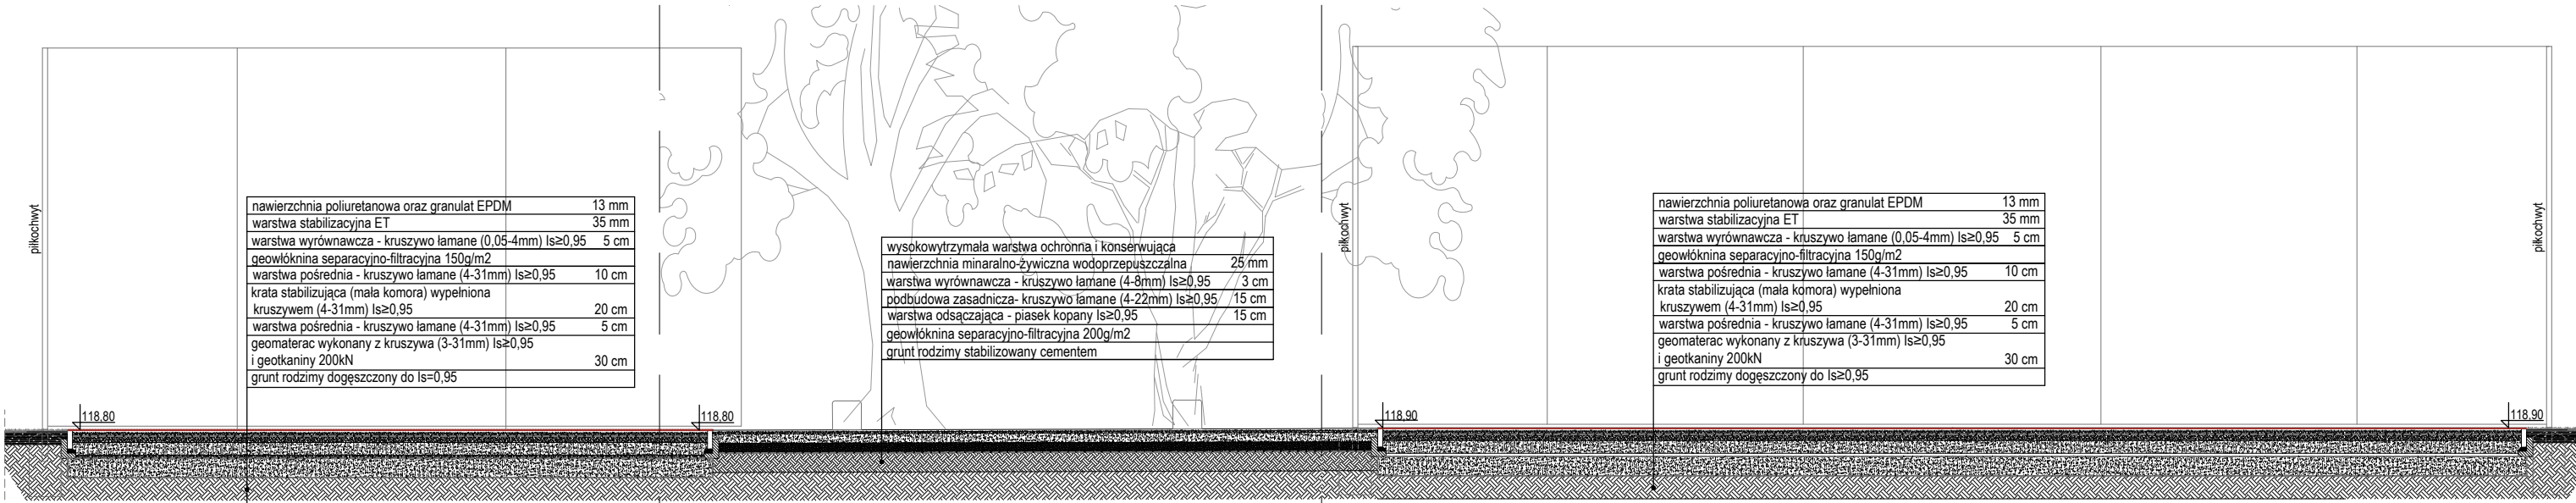 piłkochwyt
nawierzchnia poliuretanowa oraz granulat EPDM 13 mm
warstwa stabilizacyjna ET 35 mm
warstwa wyrównawcza - kruszywo łamane (0,05-4mm) Is≥0,95 5 cm
geowłóknina separacyjno-filtracyjna 150g/m2
warstwa pośrednia - kruszywo łamane (4-31mm) Is≥0,95 10 cm
krata stabilizująca (mała komora) wypełniona
kruszywem (4-31mm) Is≥0,95 20 cm
warstwa pośrednia - kruszywo łamane (4-31mm) Is≥0,95 5 cm
geomaterac wykonany z kruszywa (3-31mm) Is≥0,95
i geotkaniny 200kN 30 cm
grunt rodzimy dogęszczony do Is=0,95
118.80
118.80
wysokowytrzymała warstwa ochronna i konserwująca
nawierzchnia minaralno-żywiczna wodoprzepuszczalna 25 mm
warstwa wyrównawcza - kruszywo łamane (4-8mm) Is≥0,95 3 cm
podbudowa zasadnicza- kruszywo łamane (4-22mm) Is≥0,95 15 cm
warstwa odsączająca - piasek kopany Is≥0,95 15 cm
geowłóknina separacyjno-filtracyjna 200g/m2
grunt rodzimy stabilizowany cementem
piłkochwyt
118.90
nawierzchnia poliuretanowa oraz granulat EPDM 13 mm
warstwa stabilizacyjna ET 35 mm
warstwa wyrównawcza - kruszywo łamane (0,05-4mm) Is≥0,95 5 cm
geowłóknina separacyjno-filtracyjna 150g/m2
warstwa pośrednia - kruszywo łamane (4-31mm) Is≥0,95 10 cm
krata stabilizująca (mała komora) wypełniona
kruszywem (4-31mm) Is≥0,95 20 cm
warstwa pośrednia - kruszywo łamane (4-31mm) Is≥0,95 5 cm
geomaterac wykonany z kruszywa (3-31mm) Is≥0,95
i geotkaniny 200kN 30 cm
grunt rodzimy dogęszczony do Is≥0,95
118.90
piłkochwyt